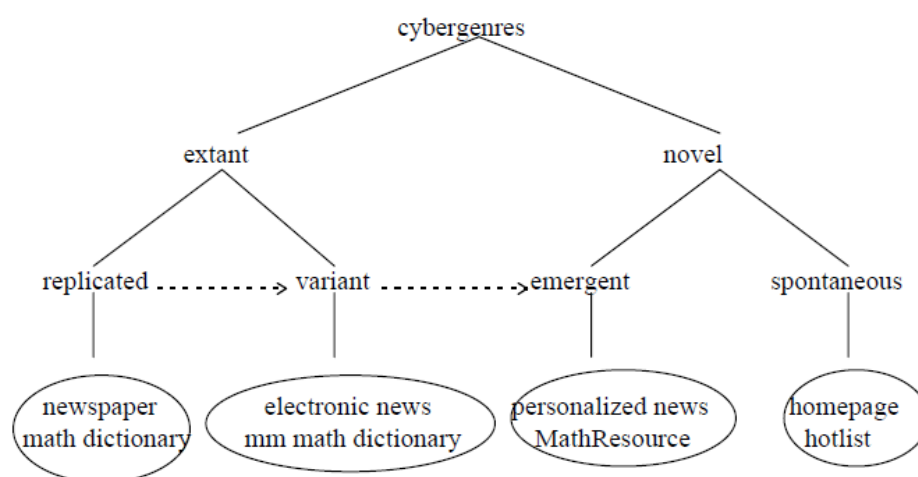 cybergenres
extant novel
replicated variant emergent spontaneous
newspaper electronic news personalized news homepage
math dictionary mm math dictionary MathResource hotlist